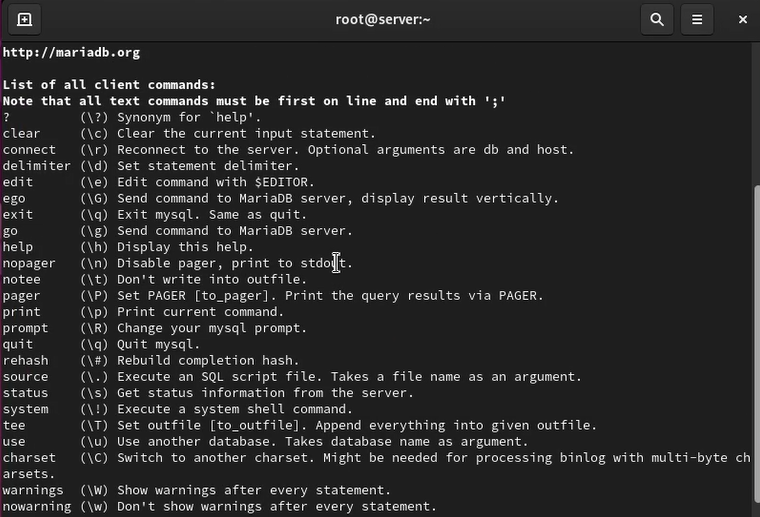 root@server:~
http://mariadb.org
List of all client commands:
Note that all text commands must be first on line and end with ';'
?         (\?) Synonym for `help'.
clear     (\c) Clear the current input statement.
connect   (\r) Reconnect to the server. Optional arguments are db and host.
delimiter (\d) Set statement delimiter.
edit      (\e) Edit command with $EDITOR.
ego       (\G) Send command to MariaDB server, display result vertically.
exit      (\q) Exit mysql. Same as quit.
go        (\g) Send command to MariaDB server.
help      (\h) Display this help.
nopager   (\n) Disable pager, print to stdout.
notee     (\t) Don't write into outfile.
pager     (\P) Set PAGER [to_pager]. Print the query results via PAGER.
print     (\p) Print current command.
prompt    (\R) Change your mysql prompt.
quit      (\q) Quit mysql.
rehash    (\#) Rebuild completion hash.
source    (\.) Execute an SQL script file. Takes a file name as an argument.
status    (\s) Get status information from the server.
system    (\!) Execute a system shell command.
tee       (\T) Set outfile [to_outfile]. Append everything into given outfile.
use       (\u) Use another database. Takes database name as argument.
charset   (\C) Switch to another charset. Might be needed for processing binlog with multi-byte ch
arsets.
warnings  (\W) Show warnings after every statement.
nowarning (\w) Don't show warnings after every statement.